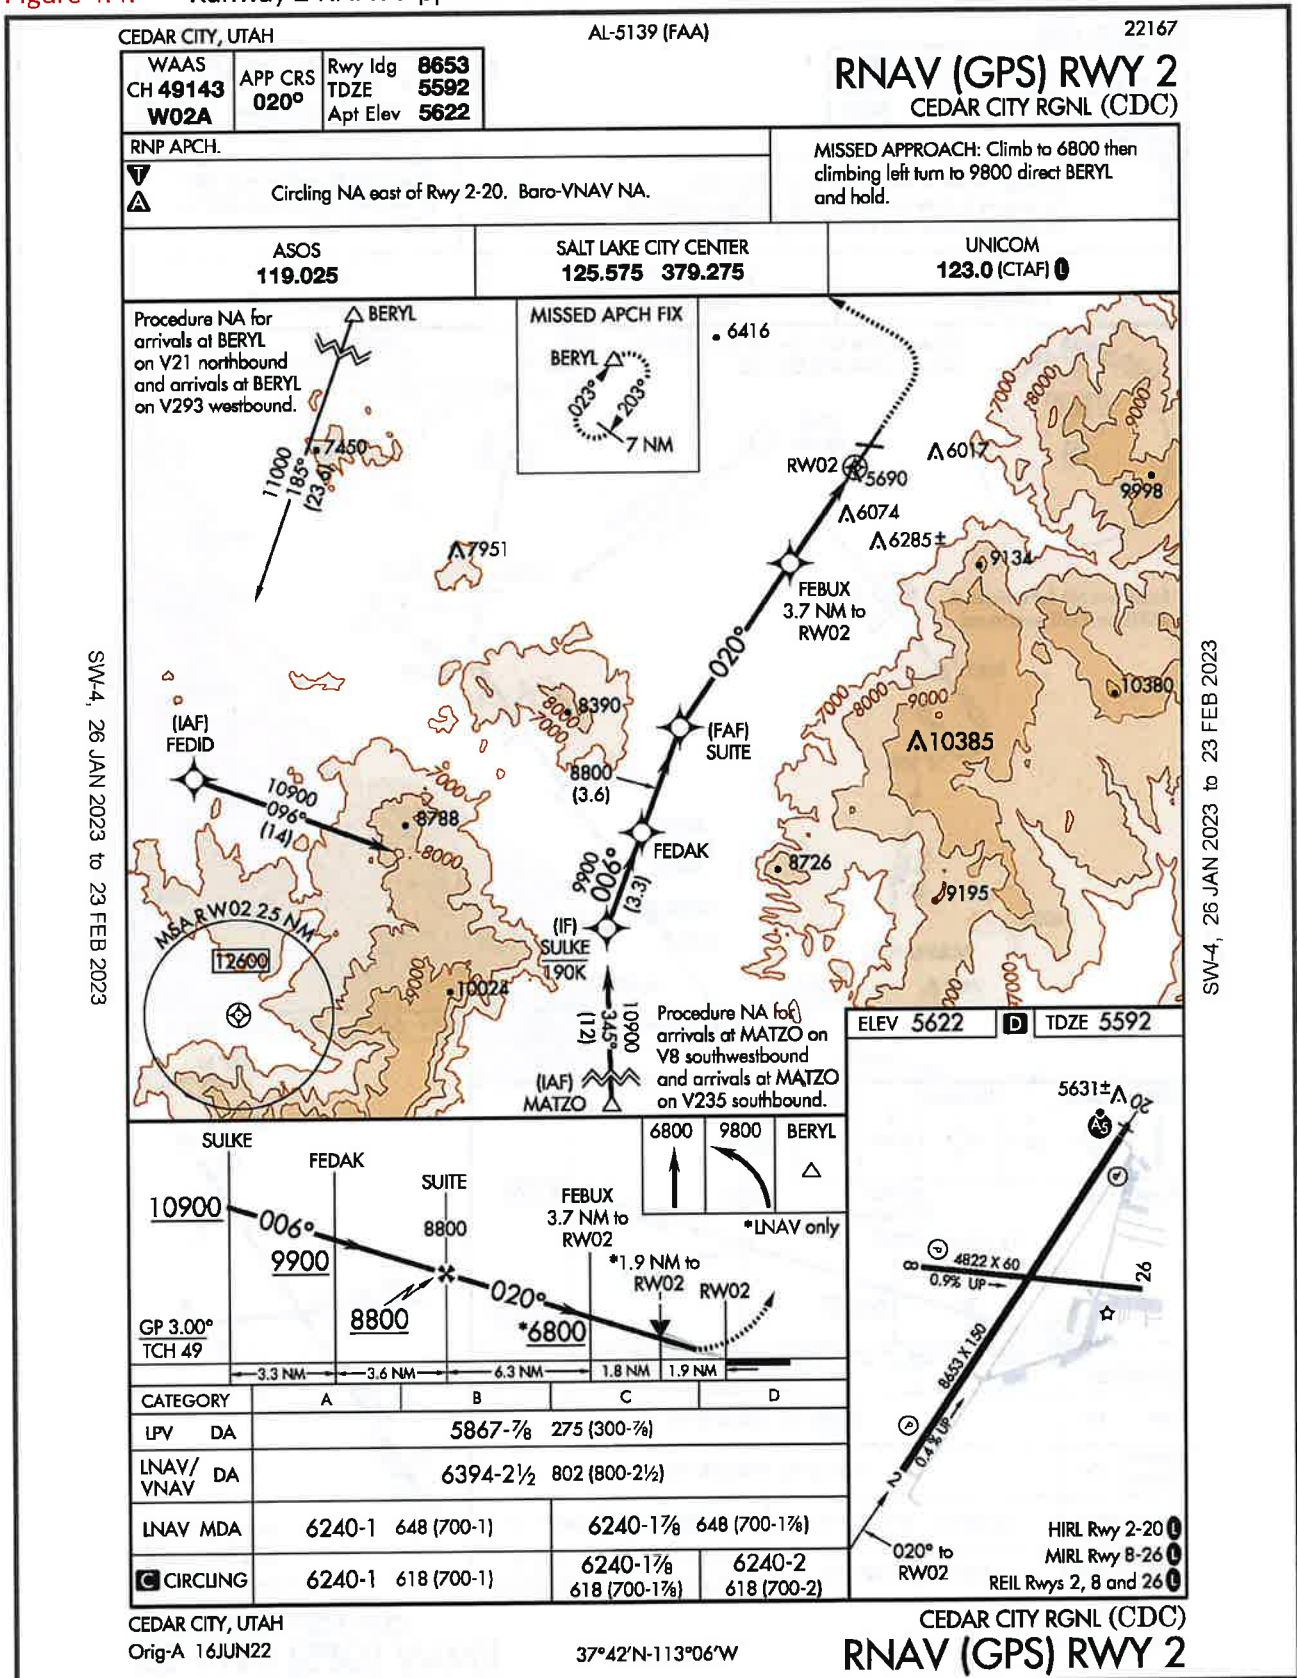 CEDAR CITY, UTAH
AL-5139 (FAA)
22167
WAAS
CH 49143
W02A
APP CRS
020°
Rwy ldg 8653
TDZE 5592
Apt Elev 5622
RNAV (GPS) RWY 2
CEDAR CITY RGNL (CDC)
RNP APCH.
T
A
Circling NA east of Rwy 2-20. Baro-VNAV NA.
MISSED APPROACH: Climb to 6800 then
climbing left turn to 9800 direct BERYL
and hold.
ASOS
119.025
SALT LAKE CITY CENTER
125.575 379.275
UNICOM
123.0 (CTAF) L
Procedure NA for
arrivals at BERYL
on V21 northbound
and arrivals at BERYL
on V293 westbound.
BERYL
11000
185°
(23.6)
7450
MISSED APCH FIX
BERYL
023°
203°
7 NM
6416
7000
8000
9000
9998
6017
RW02
5690
6074
6285±
9134
7951
FEBUX
3.7 NM to
RW02
020°
8390
8000
7000
(FAF)
SUITE
7000
8000
9000
10380
10385
(IAF)
FEDID
10900
096°
(14)
7000
8788
8000
8800
(3.6)
FEDAK
9900
006°
(3.3)
8726
9195
(IF)
SULKE
190K
MSA RW02 25 NM
12600
9000
10024
10900
345°
(12)
(IAF)
MATZO
Procedure NA for
arrivals at MATZO on
V8 southwestbound
and arrivals at MATZO
on V235 southbound.
9000
7000
SW-4, 26 JAN 2023 to 23 FEB 2023
SW-4, 26 JAN 2023 to 23 FEB 2023
ELEV 5622
D
TDZE 5592
5631±
20
A5
P
P
8
4822 X 60
0.9% UP
26
8653 X 150
P
0.4% UP
2
020° to
RW02
HIRL Rwy 2-20 L
MIRL Rwy 8-26 L
REIL Rwys 2, 8 and 26 L
SULKE
FEDAK
SUITE
FEBUX
3.7 NM to
RW02
6800
9800
BERYL
*LNAV only
10900
006°
9900
8800
8800
020°
*6800
*1.9 NM to
RW02
RW02
GP 3.00°
TCH 49
3.3 NM
3.6 NM
6.3 NM
1.8 NM
1.9 NM
CATEGORY A B C D
LPV DA 5867-⅞ 275 (300-⅞)
LNAV/
VNAV DA 6394-2½ 802 (800-2½)
LNAV MDA 6240-1 648 (700-1) 6240-1⅞ 648 (700-1⅞)
C CIRCLING 6240-1 618 (700-1) 6240-1⅞ 618 (700-1⅞) 6240-2 618 (700-2)
CEDAR CITY, UTAH
Orig-A 16JUN22
37°42'N-113°06'W
CEDAR CITY RGNL (CDC)
RNAV (GPS) RWY 2